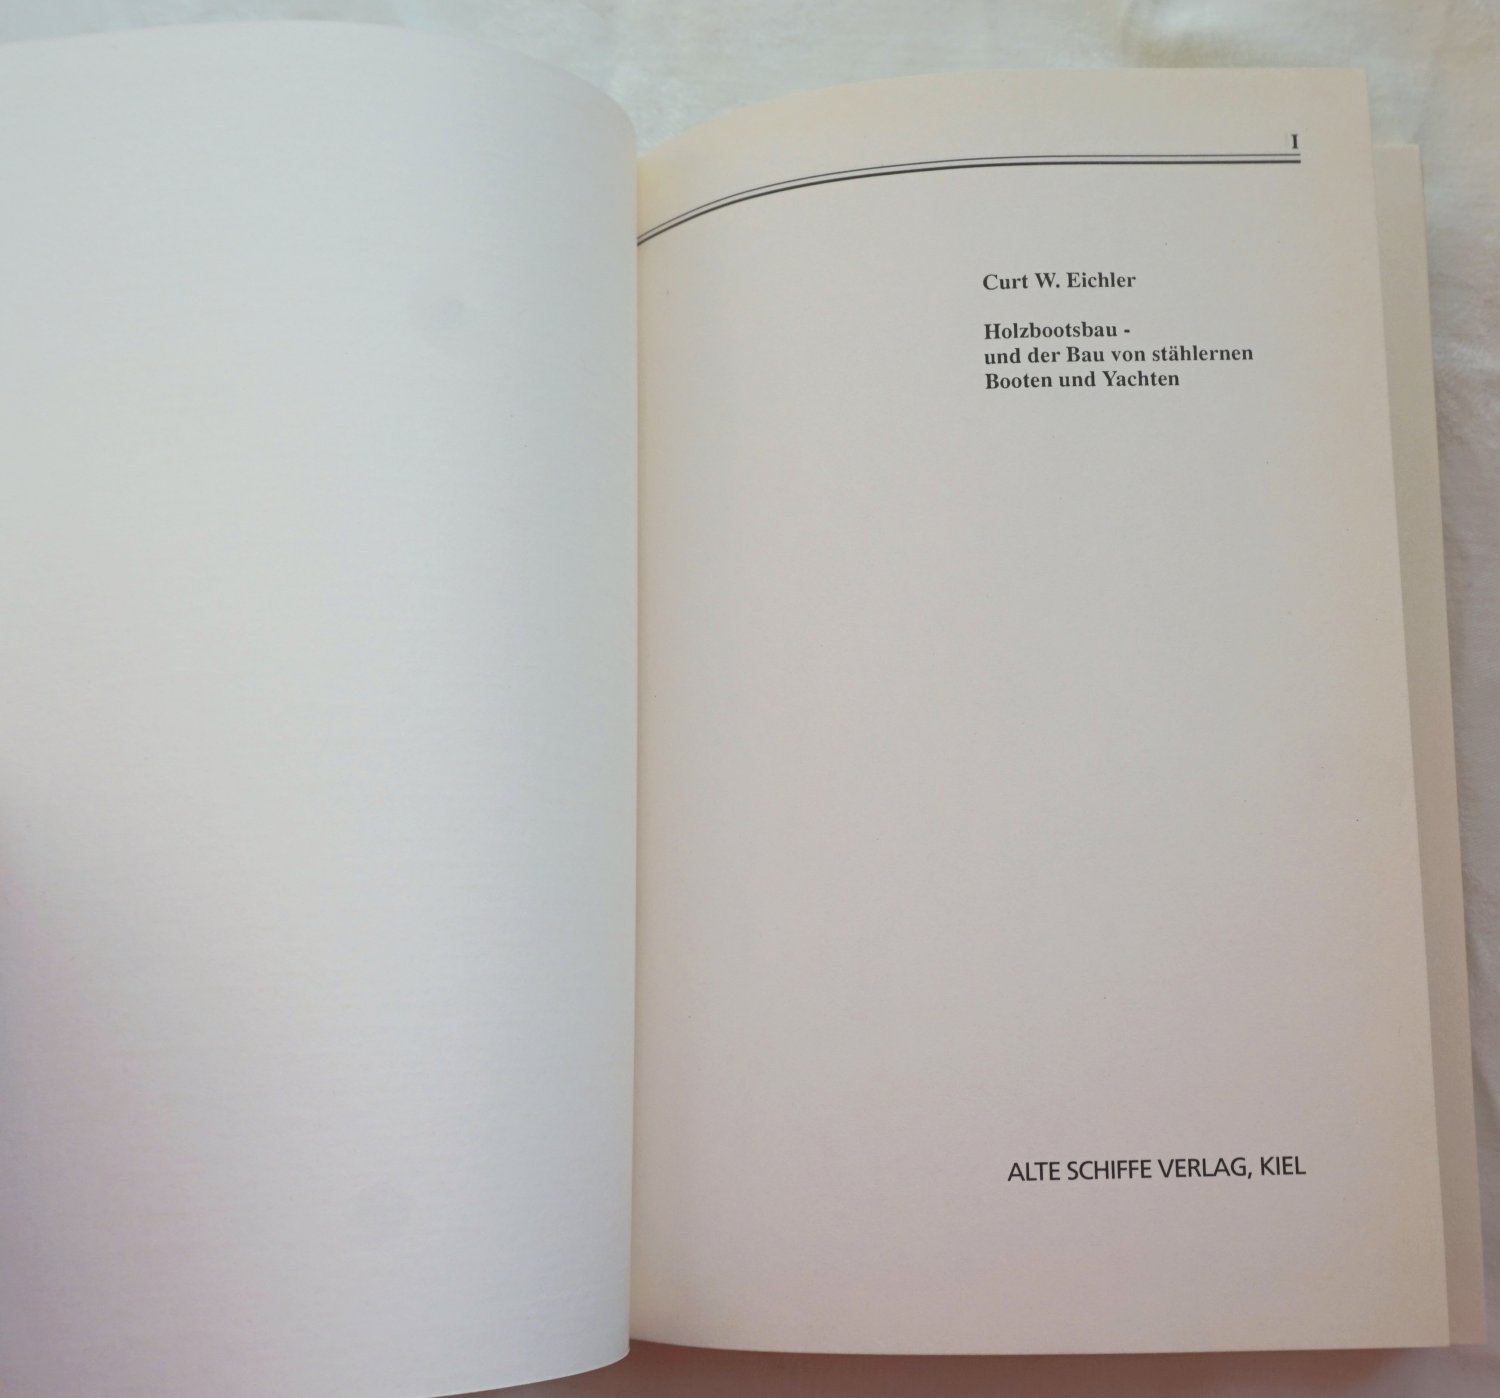 I
Curt W. Eichler
Holzbootsbau -
und der Bau von stählernen
Booten und Yachten
ALTE SCHIFFE VERLAG, KIEL